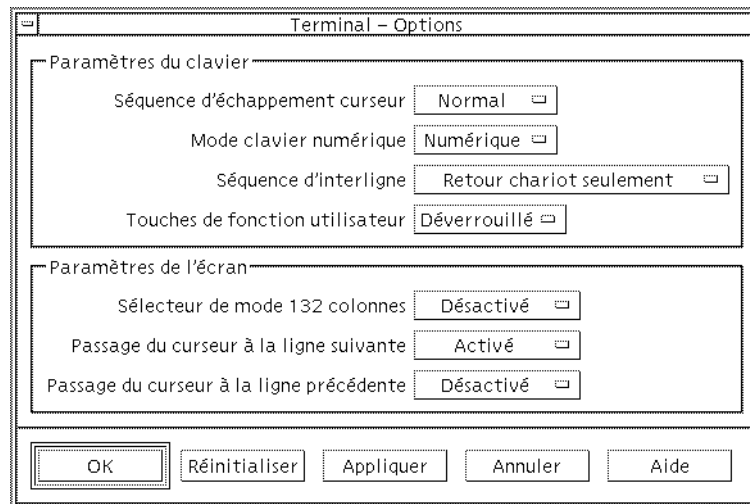 Terminal – Options
Paramètres du clavier
Séquence d'échappement curseur Normal
Mode clavier numérique Numérique
Séquence d'interligne Retour chariot seulement
Touches de fonction utilisateur Déverrouillé
Paramètres de l'écran
Sélecteur de mode 132 colonnes Désactivé
Passage du curseur à la ligne suivante Activé
Passage du curseur à la ligne précédente Désactivé
OK Réinitialiser Appliquer Annuler Aide